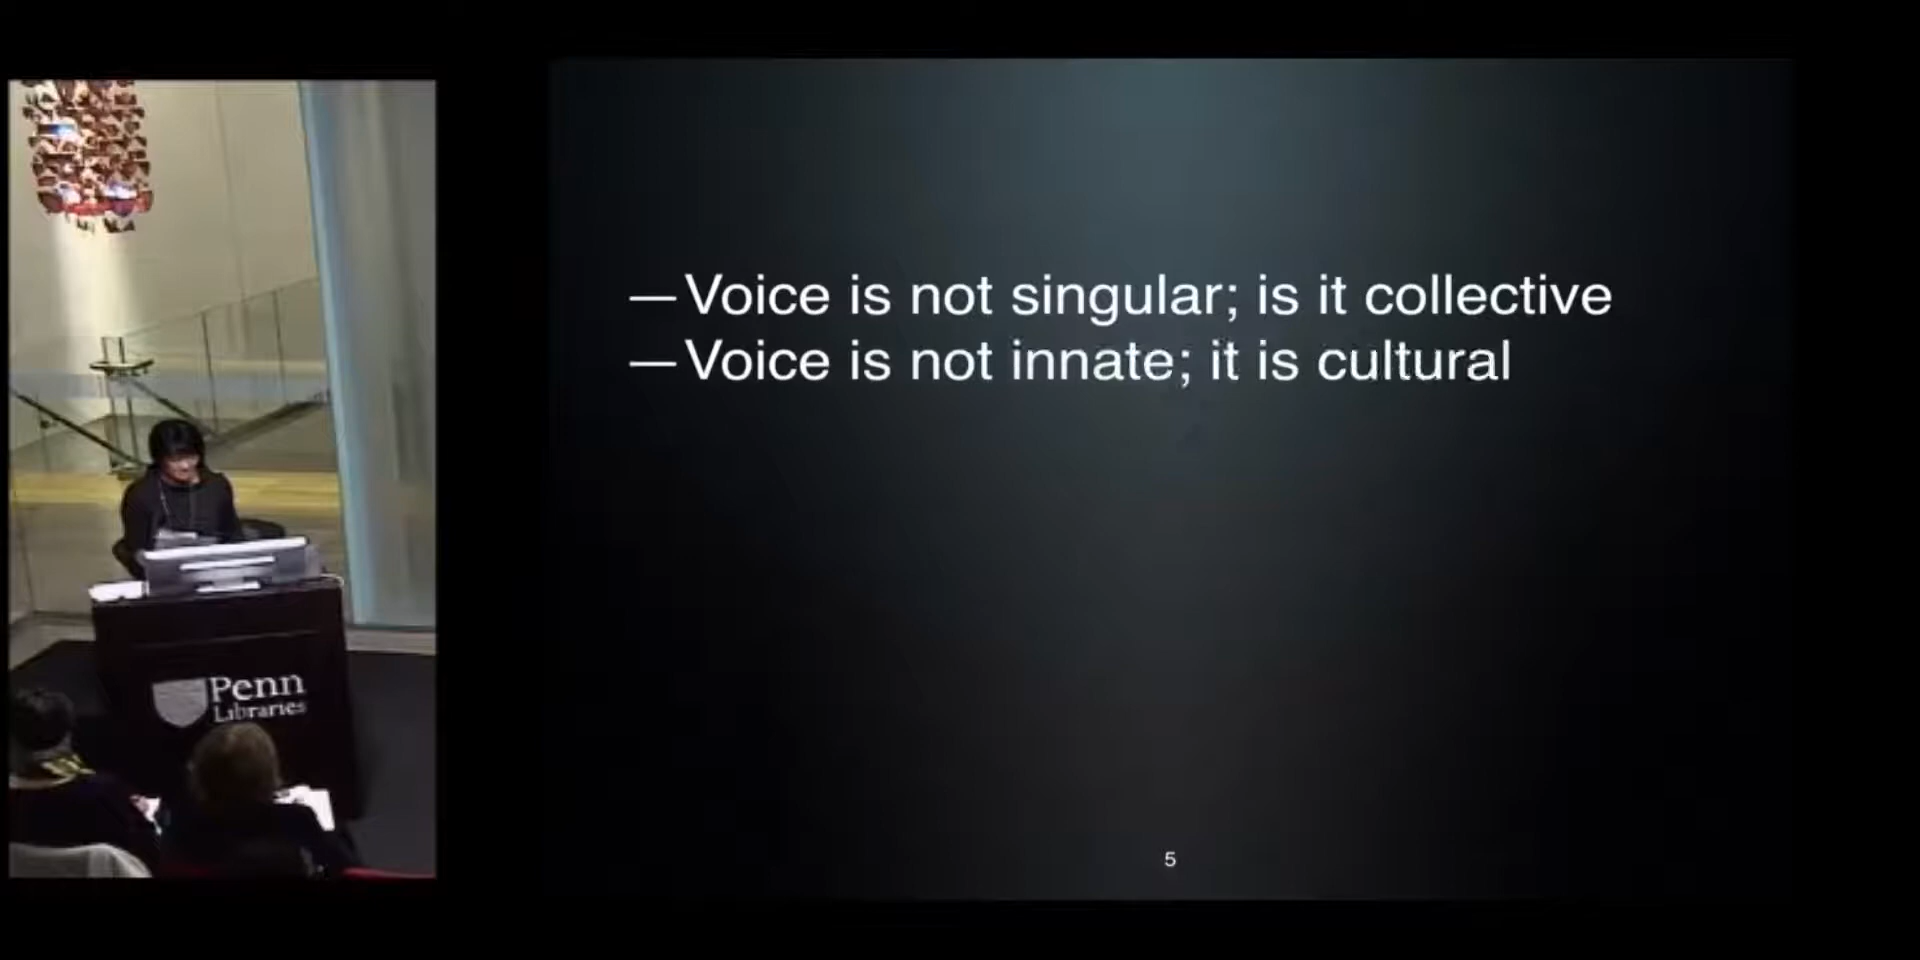 Penn
Libraries
—Voice is not singular; is it collective
—Voice is not innate; it is cultural
5